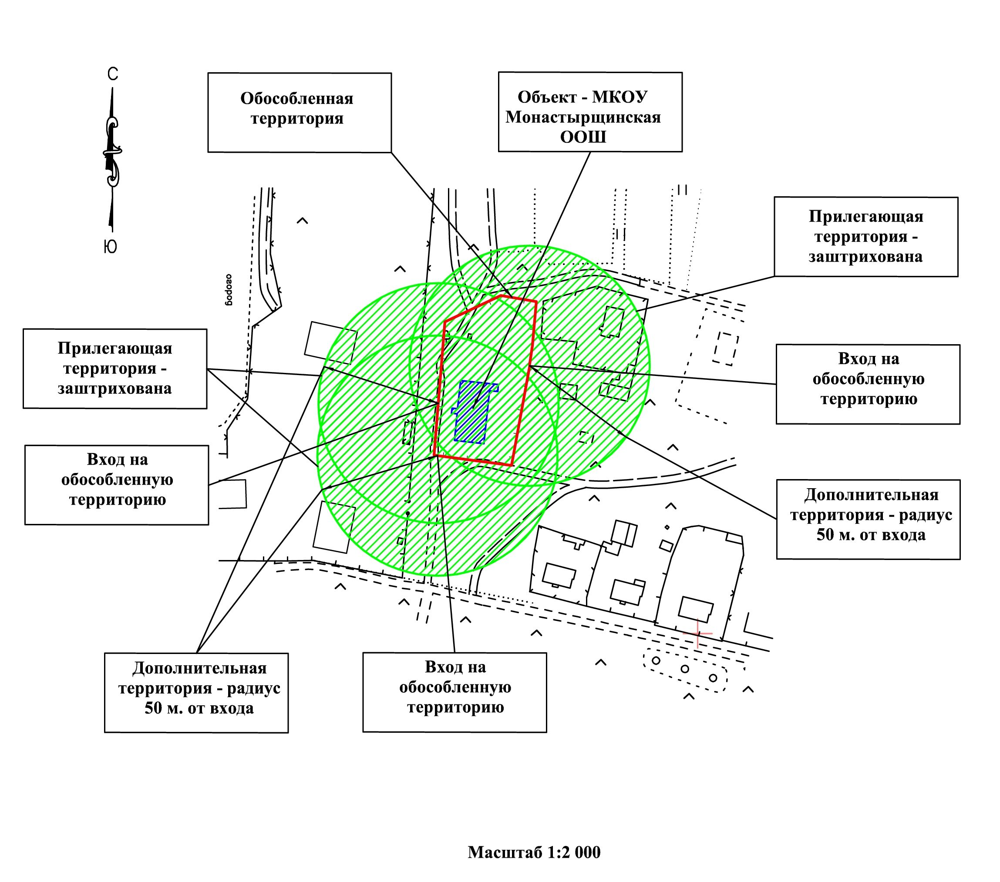 С
Ю
Обособленная
территория
Объект - МКОУ
Монастырщинская
ООШ
Прилегающая
территория -
заштрихована
огород
Прилегающая
территория -
заштрихована
Вход на
обособленную
территорию
Вход на
обособленную
территорию
Дополнительная
территория - радиус
50 м. от входа
Дополнительная
территория - радиус
50 м. от входа
Вход на
обособленную
территорию
Масштаб 1:2 000